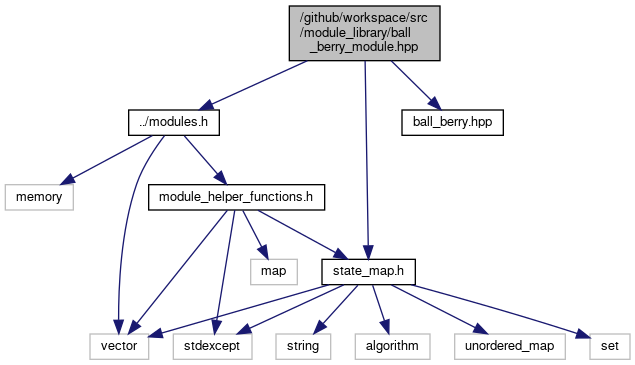 /github/workspace/src
/module_library/ball
_berry_module.hpp
../modules.h
ball_berry.hpp
memory
module_helper_functions.h
map
state_map.h
vector
stdexcept
string
algorithm
unordered_map
set